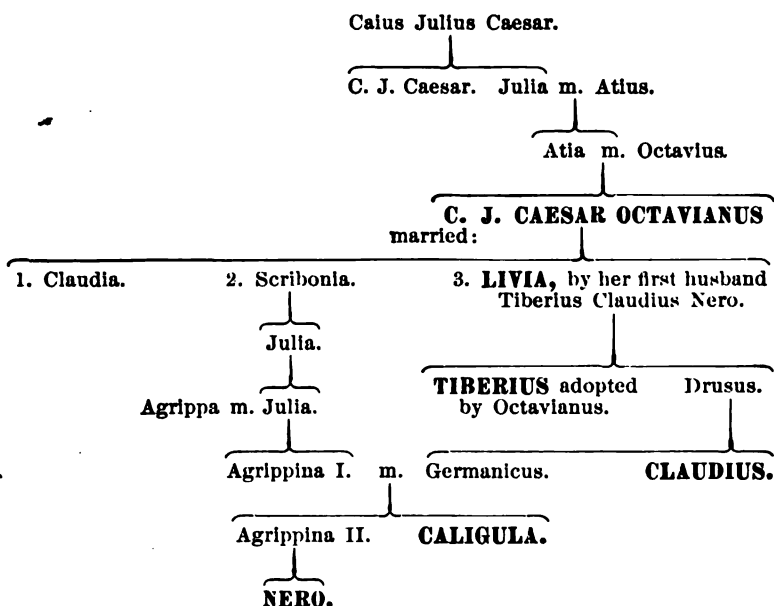 Caius Julius Caesar.
C. J. Caesar. Julia m. Atius.
Atia m. Octavius.
C. J. CAESAR OCTAVIANUS
married:
1. Claudia. 2. Scribonia. 3. LIVIA, by her first husband
Tiberius Claudius Nero.
Julia.
TIBERIUS adopted Drusus.
Agrippa m. Julia. by Octavianus.
Agrippina I. m. Germanicus. CLAUDIUS.
Agrippina II. CALIGULA.
NERO.